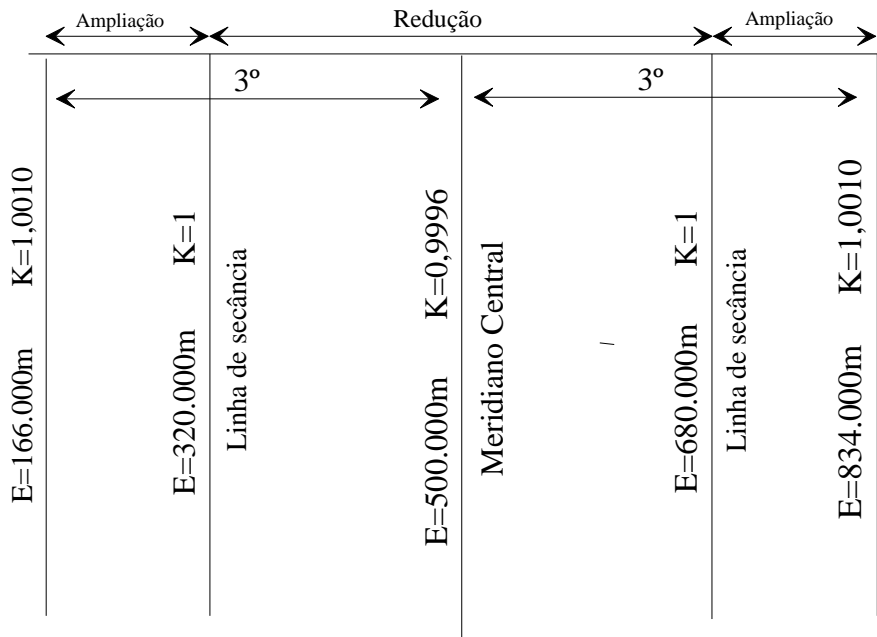 Ampliação
Redução
Ampliação
3º
3º
E=166.000m K=1,0010
E=320.000m K=1
Linha de secância
E=500.000m K=0,9996
Meridiano Central
E=680.000m K=1
Linha de secância
E=834.000m K=1,0010